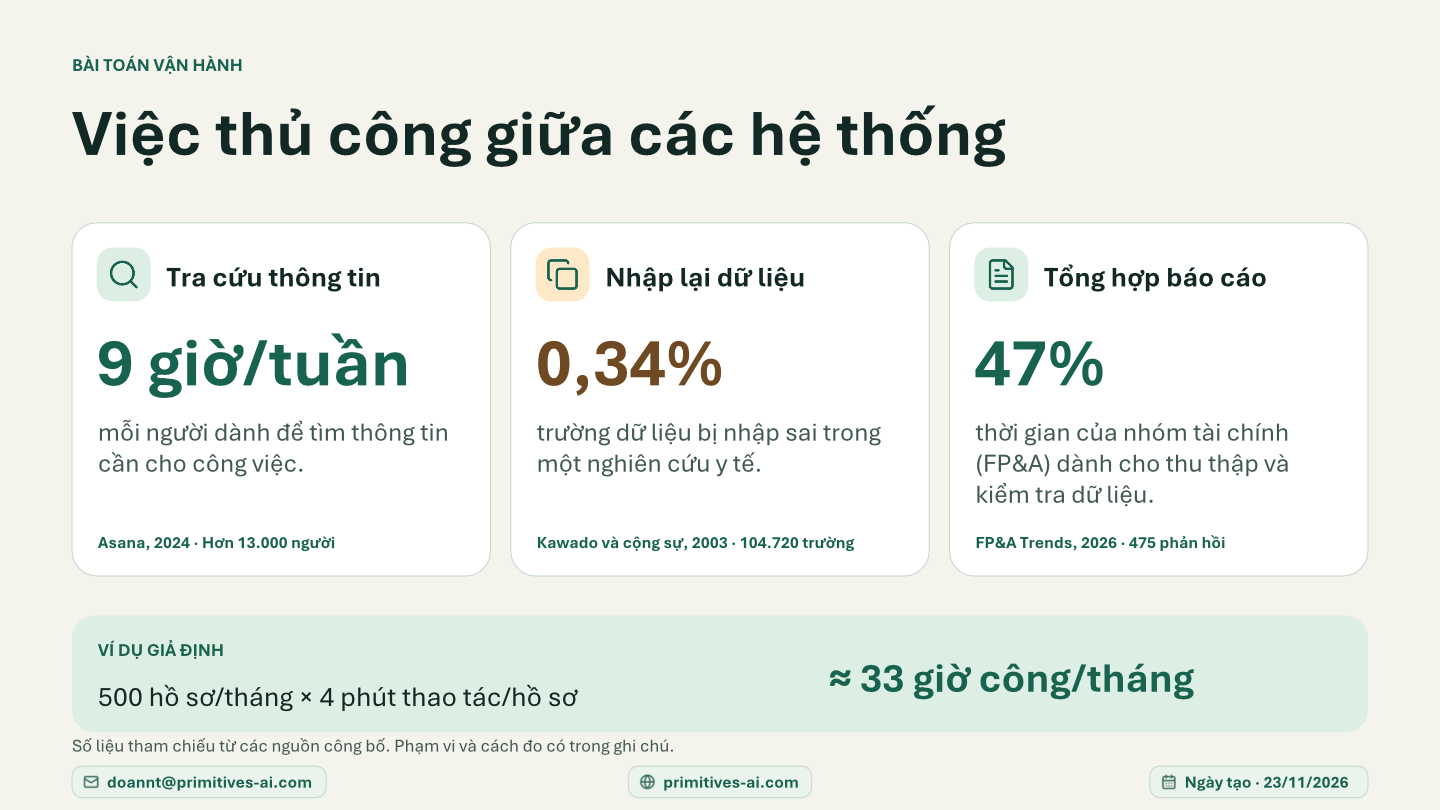 BÀI TOÁN VẬN HÀNH
Việc thủ công giữa các hệ thống
Tra cứu thông tin
9 giờ/tuần
mỗi người dành để tìm thông tin
cần cho công việc.
Asana, 2024 · Hơn 13.000 người
Nhập lại dữ liệu
0,34%
trường dữ liệu bị nhập sai trong
một nghiên cứu y tế.
Kawado và cộng sự, 2003 · 104.720 trường
Tổng hợp báo cáo
47%
thời gian của nhóm tài chính
(FP&A) dành cho thu thập và
kiểm tra dữ liệu.
FP&A Trends, 2026 · 475 phản hồi
VÍ DỤ GIẢ ĐỊNH
500 hồ sơ/tháng × 4 phút thao tác/hồ sơ
≈ 33 giờ công/tháng
Số liệu tham chiếu từ các nguồn công bố. Phạm vi và cách đo có trong ghi chú.
doannt@primitives-ai.com
primitives-ai.com
Ngày tạo · 23/11/2026